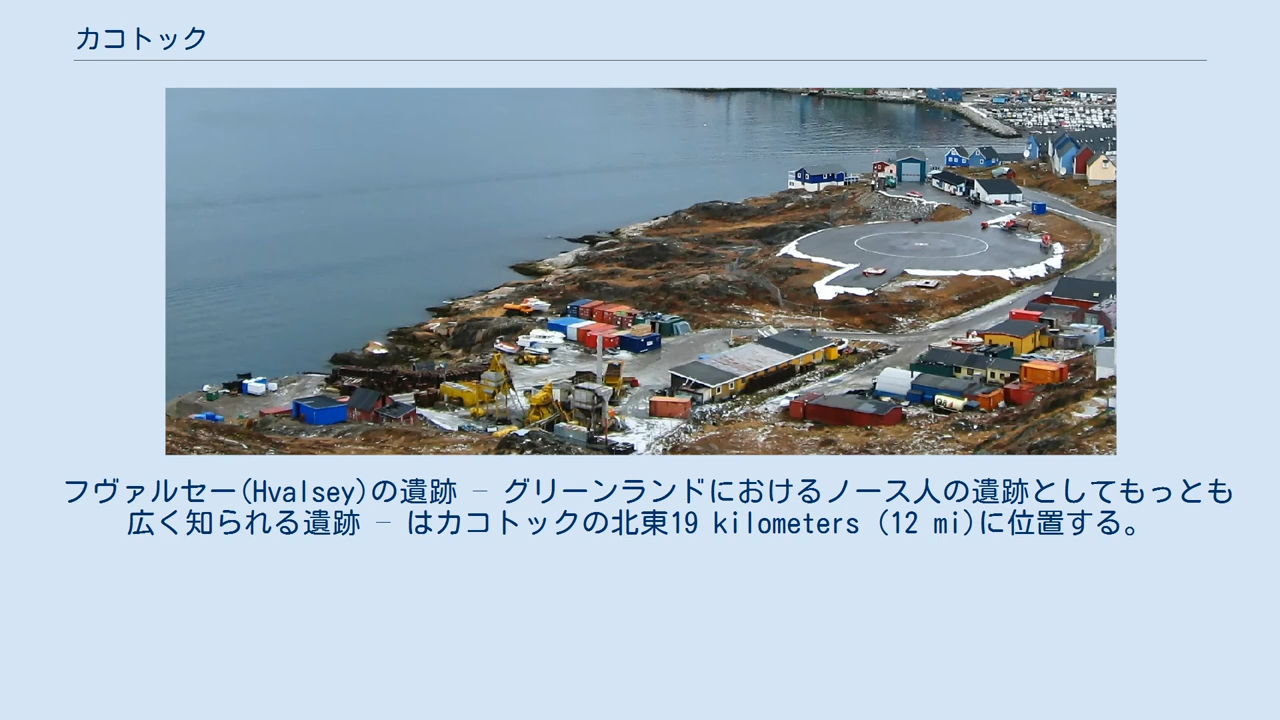 カコトック
フヴァルセー(Hvalsey)の遺跡 – グリーンランドにおけるノース人の遺跡としてもっとも
広く知られる遺跡 – はカコトックの北東19 kilometers (12 mi)に位置する。